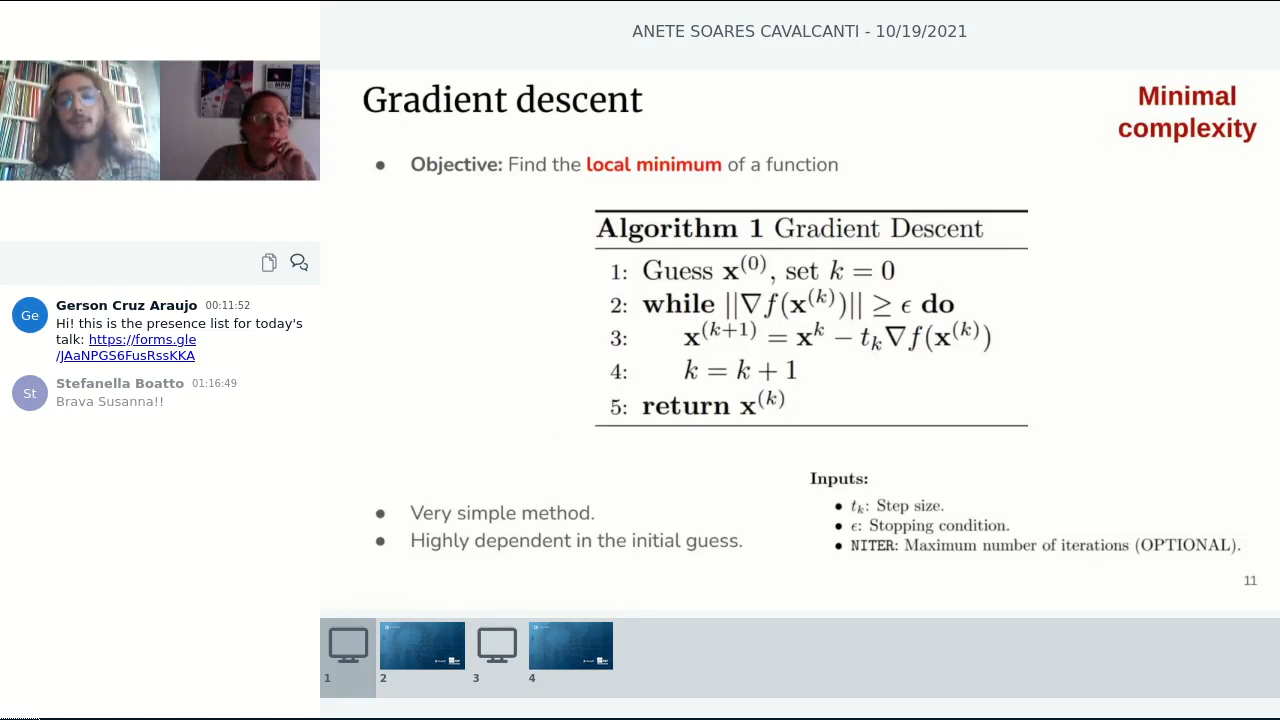 ANETE SOARES CAVALCANTI - 10/19/2021
Gradient descent
Minimal
complexity
● Objective: Find the local minimum of a function
Algorithm 1 Gradient Descent
1: Guess x^(0), set k = 0
2: while ||∇f(x^(k))|| ≥ ϵ do
3: x^(k+1) = x^k − t_k∇f(x^(k))
4: k = k + 1
5: return x^(k)
Inputs:
● t_k: Step size.
● ϵ: Stopping condition.
● NITER: Maximum number of iterations (OPTIONAL).
● Very simple method.
● Highly dependent in the initial guess.
11
Ge
Gerson Cruz Araujo 00:11:52
Hi! this is the presence list for today's
talk: https://forms.gle
/JAaNPGS6FusRssKKA
St
Stefanella Boatto 01:16:49
Brava Susanna!!
1
2
3
4